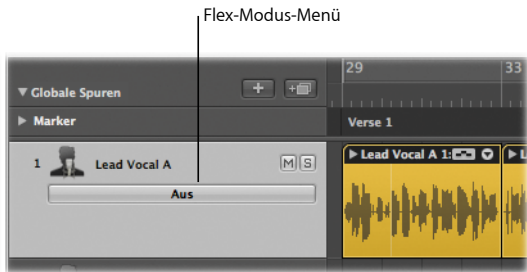 Flex-Modus-Menü
29
33
Globale Spuren
Marker
Verse 1
1
Lead Vocal A
M S
Lead Vocal A 1:
L
Aus